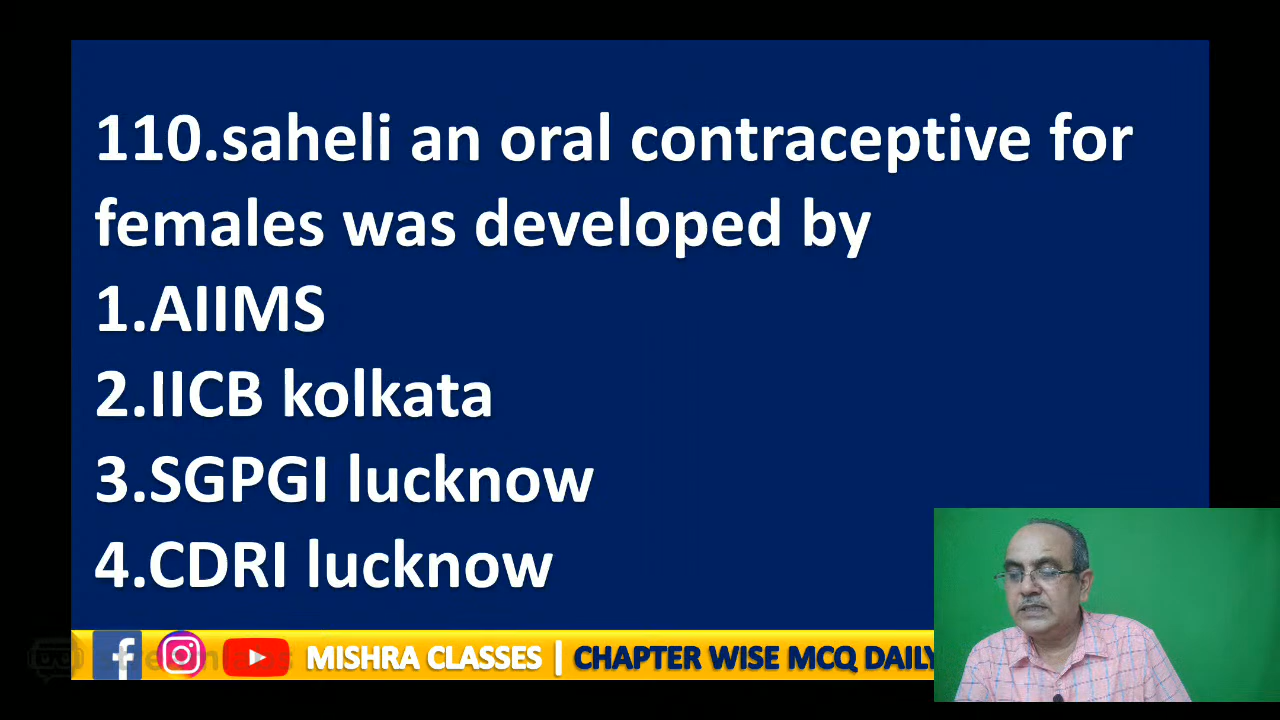 110.saheli an oral contraceptive for
females was developed by
1.AIIMS
2.IICB kolkata
3.SGPGI lucknow
4.CDRI lucknow
MISHRA CLASSES | CHAPTER WISE MCQ DAILY